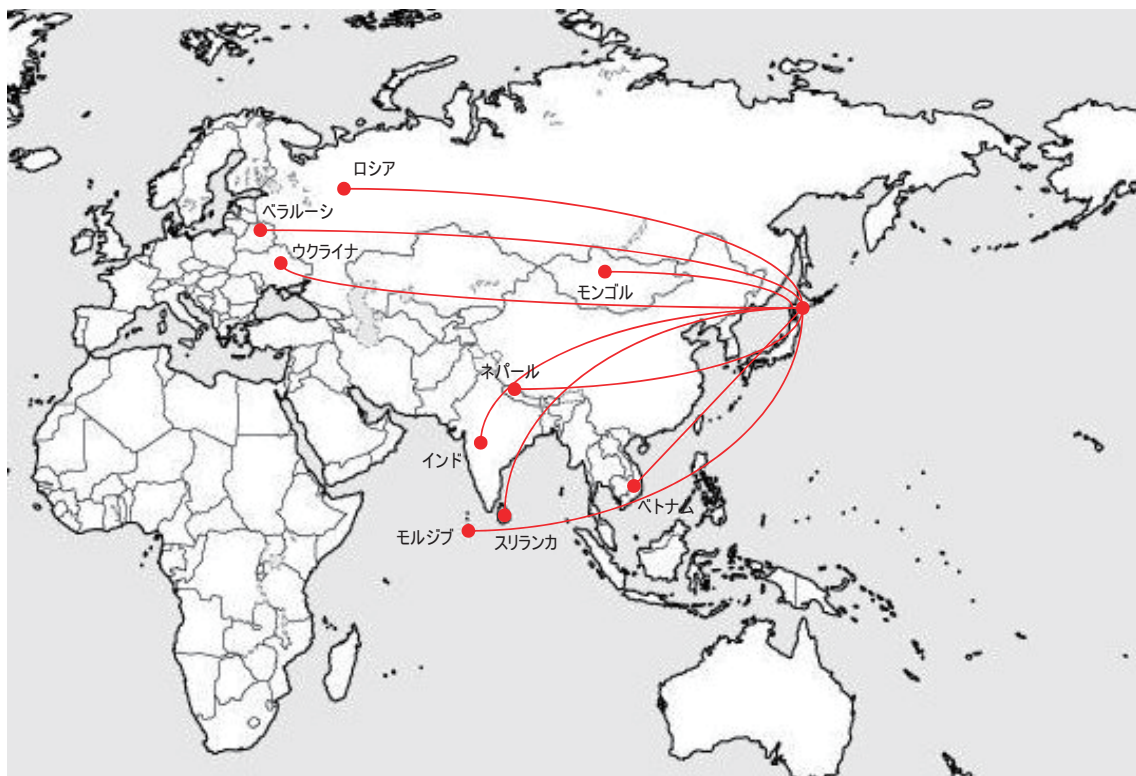 ロシア
ベラルーシ
ウクライナ
モンゴル
ネパール
インド
ベトナム
モルジブ
スリランカ